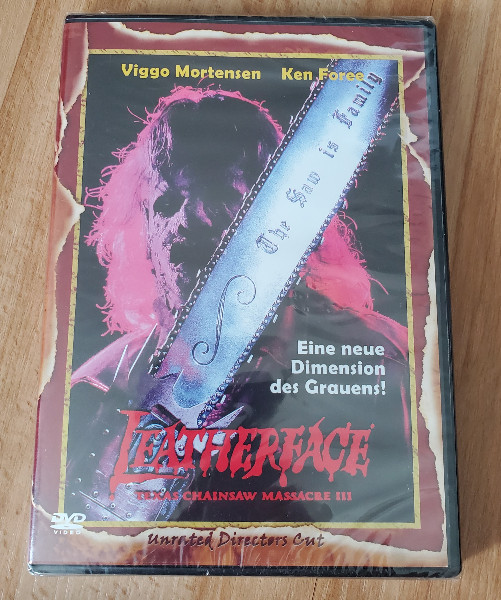 Viggo Mortensen Ken Foree
The Saw is Family
Eine neue
Dimension
des Grauens!
LEATHERFACE
TEXAS CHAINSAW MASSACRE III
DVD
VIDEO
Unrated Directors Cut